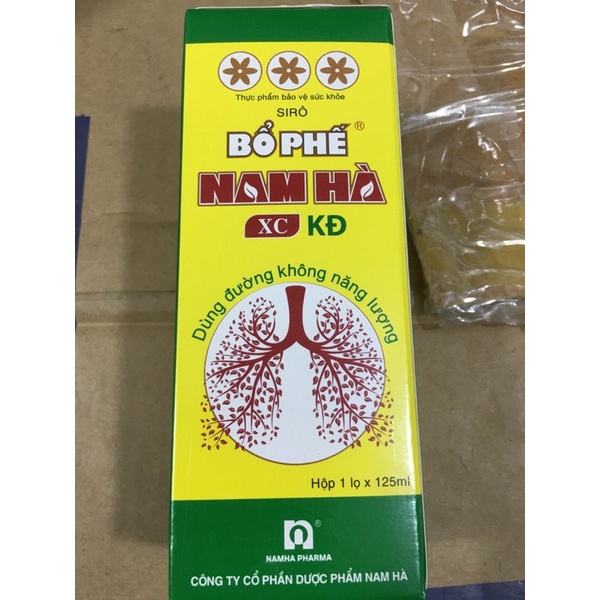 Thực phẩm bảo vệ sức khỏe
SIRÔ
BỔ PHẾ ®
NAM HÀ
XC KĐ
Dùng đường không năng lượng
Hộp 1 lọ x 125ml
®
NAMHA PHARMA
CÔNG TY CỔ PHẦN DƯỢC PHẨM NAM HÀ